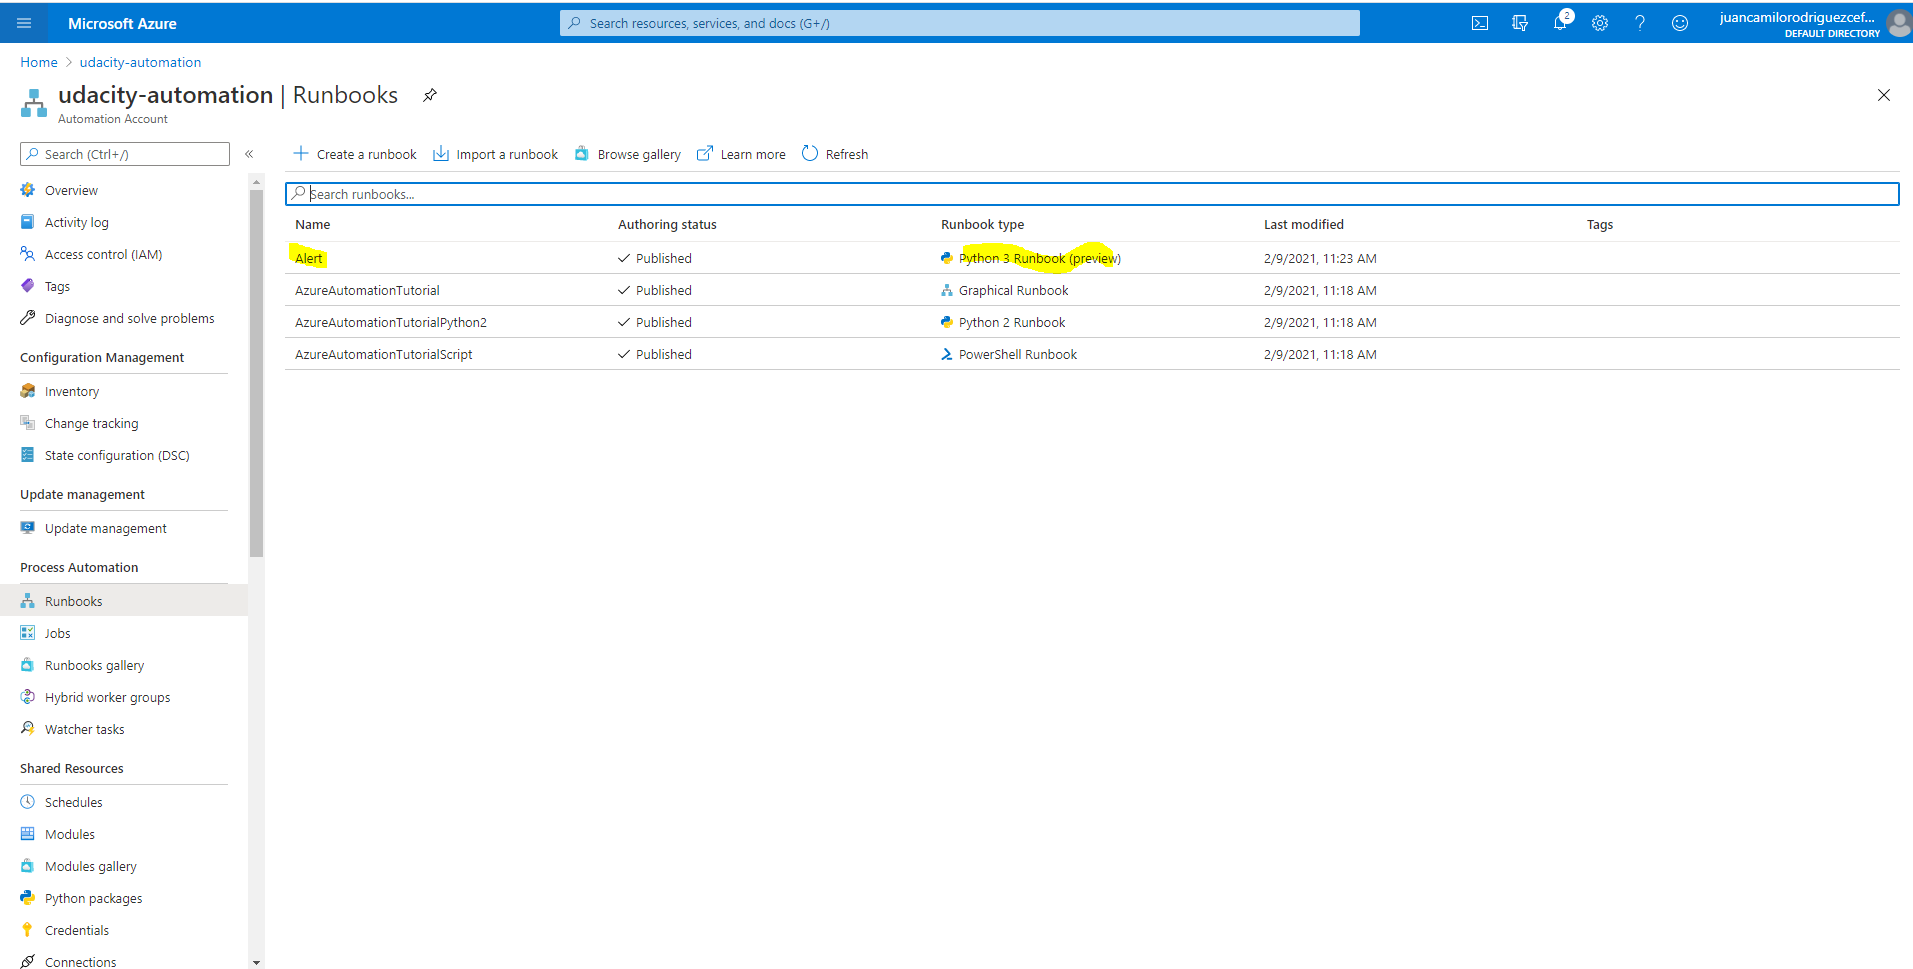 Microsoft Azure
Search resources, services, and docs (G+/)
2
juancamilorodriguezcef...
DEFAULT DIRECTORY
Home > udacity-automation
udacity-automation | Runbooks
Automation Account
Search (Ctrl+/)
«
Overview
Activity log
Access control (IAM)
Tags
Diagnose and solve problems
Configuration Management
Inventory
Change tracking
State configuration (DSC)
Update management
Update management
Process Automation
Runbooks
Jobs
Runbooks gallery
Hybrid worker groups
Watcher tasks
Shared Resources
Schedules
Modules
Modules gallery
Python packages
Credentials
Connections
Create a runbook Import a runbook Browse gallery Learn more Refresh
Search runbooks...
Name Authoring status Runbook type Last modified Tags
Alert Published Python 3 Runbook (preview) 2/9/2021, 11:23 AM
AzureAutomationTutorial Published Graphical Runbook 2/9/2021, 11:18 AM
AzureAutomationTutorialPython2 Published Python 2 Runbook 2/9/2021, 11:18 AM
AzureAutomationTutorialScript Published PowerShell Runbook 2/9/2021, 11:18 AM